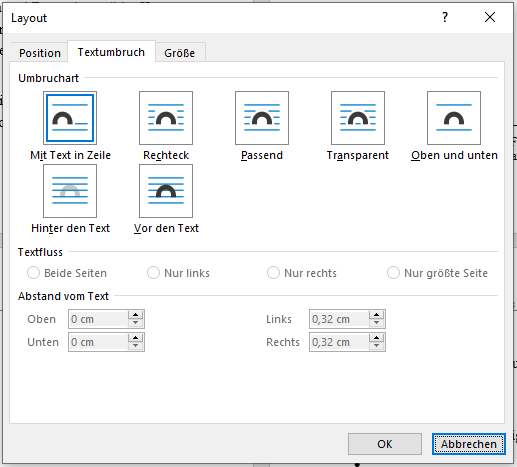 Layout
Position Textumbruch Größe
Umbruchart
Mit Text in Zeile Rechteck Passend Transparent Oben und unten
Hinter den Text Vor den Text
Textfluss
Beide Seiten Nur links Nur rechts Nur größte Seite
Abstand vom Text
Oben 0 cm Links 0,32 cm
Unten 0 cm Rechts 0,32 cm
OK Abbrechen